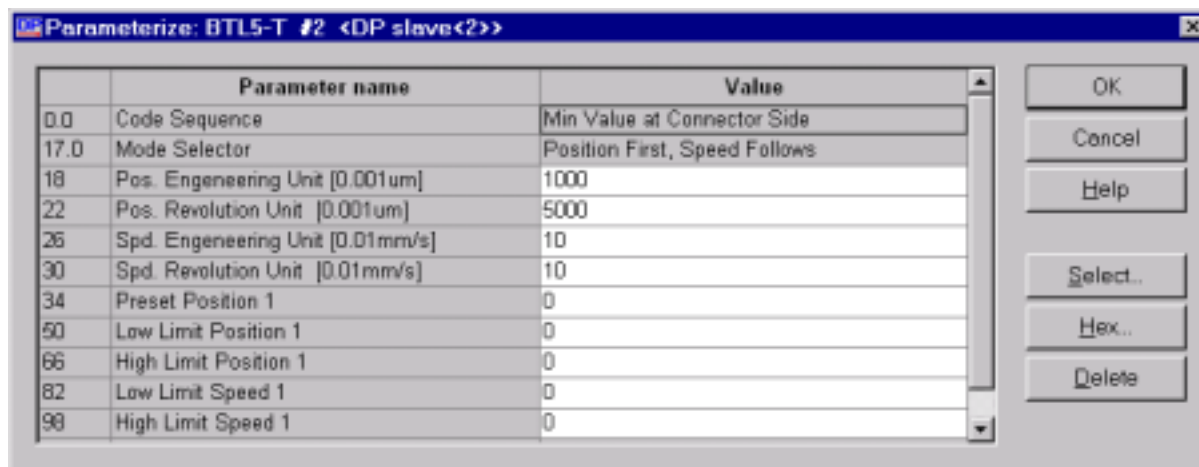 DP Parameterize: BTL5-T #2 <DP slave<2>>
Parameter name Value
0.0 Code Sequence Min Value at Connector Side
17.0 Mode Selector Position First, Speed Follows
18 Pos. Engeneering Unit [0.001um] 1000
22 Pos. Revolution Unit [0.001um] 5000
26 Spd. Engeneering Unit [0.01mm/s] 10
30 Spd. Revolution Unit [0.01mm/s] 10
34 Preset Position 1 0
50 Low Limit Position 1 0
66 High Limit Position 1 0
82 Low Limit Speed 1 0
98 High Limit Speed 1 0
OK
Cancel
Help
Select..
Hex...
Delete